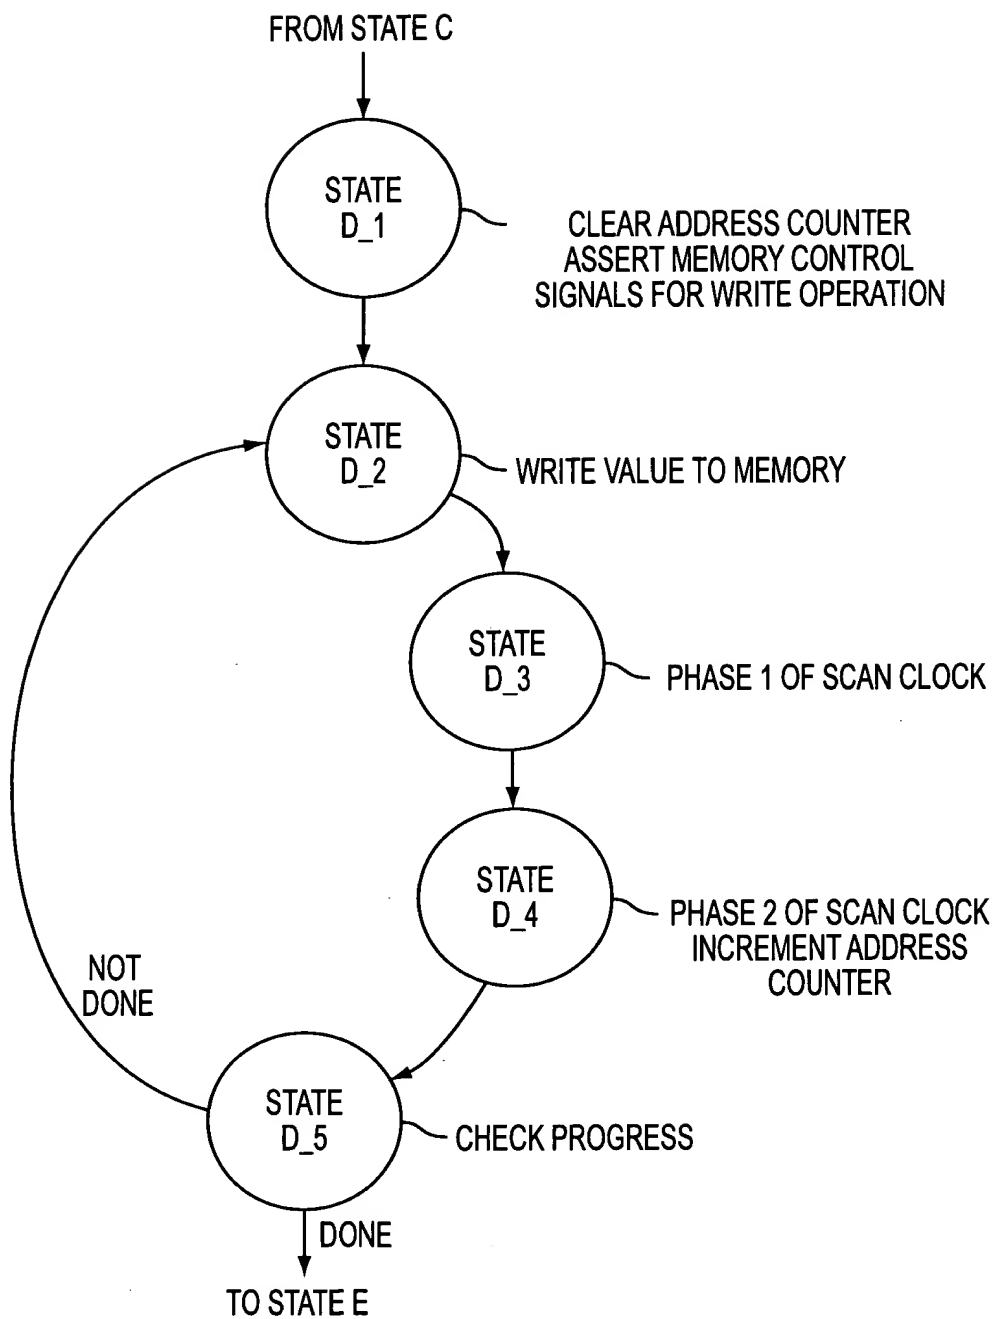 FROM STATE C
STATE
D_1
CLEAR ADDRESS COUNTER
ASSERT MEMORY CONTROL
SIGNALS FOR WRITE OPERATION
STATE
D_2
WRITE VALUE TO MEMORY
STATE
D_3
PHASE 1 OF SCAN CLOCK
STATE
D_4
PHASE 2 OF SCAN CLOCK
INCREMENT ADDRESS
COUNTER
NOT
DONE
STATE
D_5
CHECK PROGRESS
DONE
TO STATE E